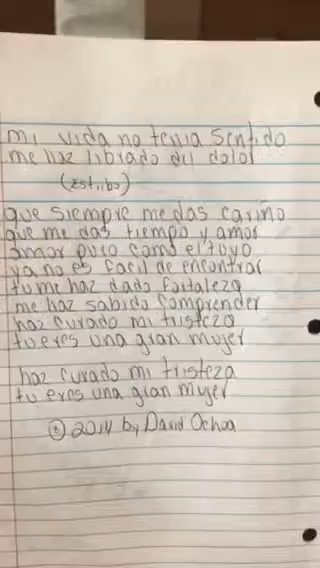 mi vida no tenia sentido
me haz librado del dolor
(Estribo)
que siempre me das cariño
que me das tiempo y amor
amor puro como el tuyo
ya no es facil de encontrar
tu me haz dado fortaleza
me haz sabido comprender
haz curado mi tristeza
tu eres una gran mujer
haz curado mi tristeza
tu eres una gran mujer
© 2014 by David Ochoa